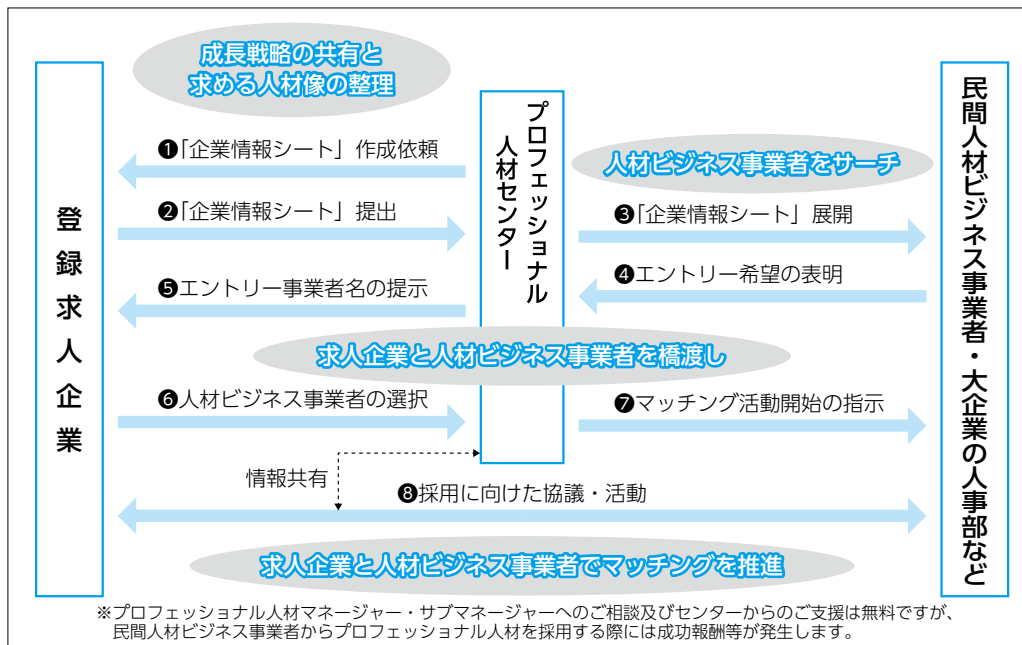 成長戦略の共有と
求める人材像の整理
登録求人企業
プロフェッショナル
人材センター
民間人材ビジネス事業者・大企業の人事部など
❶「企業情報シート」作成依頼
人材ビジネス事業者をサーチ
❷「企業情報シート」提出
❸「企業情報シート」展開
❹エントリー希望の表明
❺エントリー事業者名の提示
求人企業と人材ビジネス事業者を橋渡し
❻人材ビジネス事業者の選択
❼マッチング活動開始の指示
情報共有
❽採用に向けた協議・活動
求人企業と人材ビジネス事業者でマッチングを推進
※プロフェッショナル人材マネージャー・サブマネージャーへのご相談及びセンターからのご支援は無料ですが、
民間人材ビジネス事業者からプロフェッショナル人材を採用する際には成功報酬等が発生します。